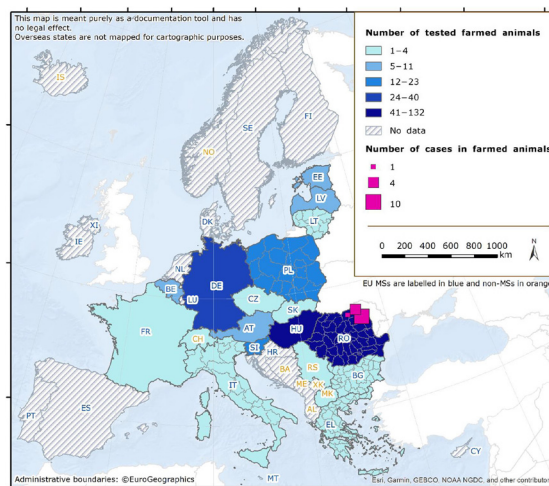 This map is meant purely as a documentation tool and has
no legal effect.
Overseas states are not mapped for cartographic purposes.
Number of tested farmed animals
1–4
5–11
12–23
24–40
41–132
No data
Number of cases in farmed animals
1
4
10
0 200 400 600 800 1000
km
EU MSs are labelled in blue and non-MSs in orange
IS
NO
SE
FI
EE
LV
LT
DK
XI
IE
NL
BE
LU
DE
PL
CZ
SK
FR
CH
AT
HU
RO
SI
HR
BA
RS
ME
XK
MK
AL
BG
IT
EL
PT
ES
MT
CY
Administrative boundaries: ©EuroGeographics
Esri, Garmin, GEBCO, NOAA NGDC, and other contributor